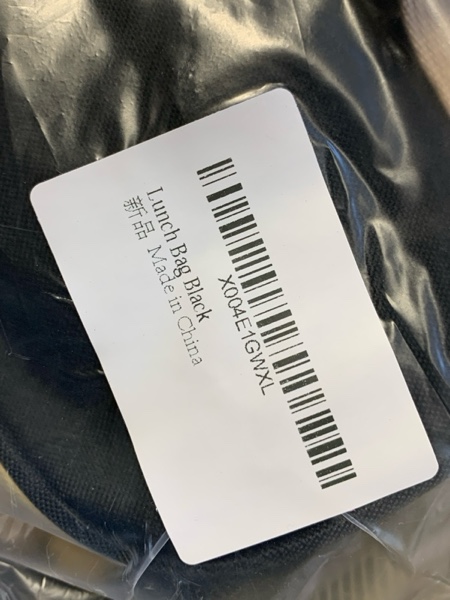 X004E1GWXL
Lunch Bag Black
新品 Made in China